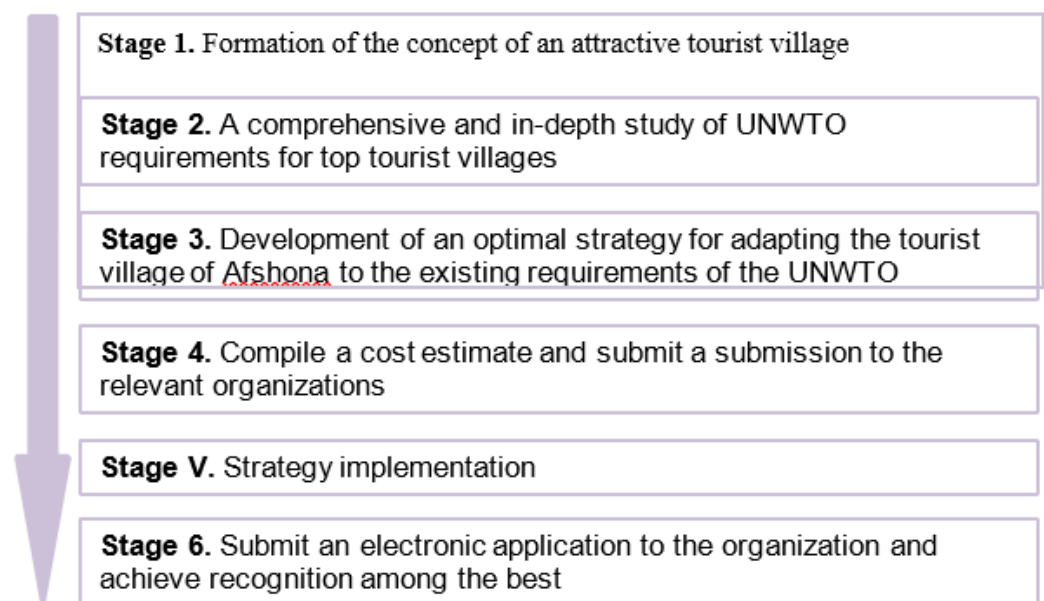 Stage 1. Formation of the concept of an attractive tourist village
Stage 2. A comprehensive and in-depth study of UNWTO
requirements for top tourist villages
Stage 3. Development of an optimal strategy for adapting the tourist
village of Afshona to the existing requirements of the UNWTO
Stage 4. Compile a cost estimate and submit a submission to the
relevant organizations
Stage V. Strategy implementation
Stage 6. Submit an electronic application to the organization and
achieve recognition among the best